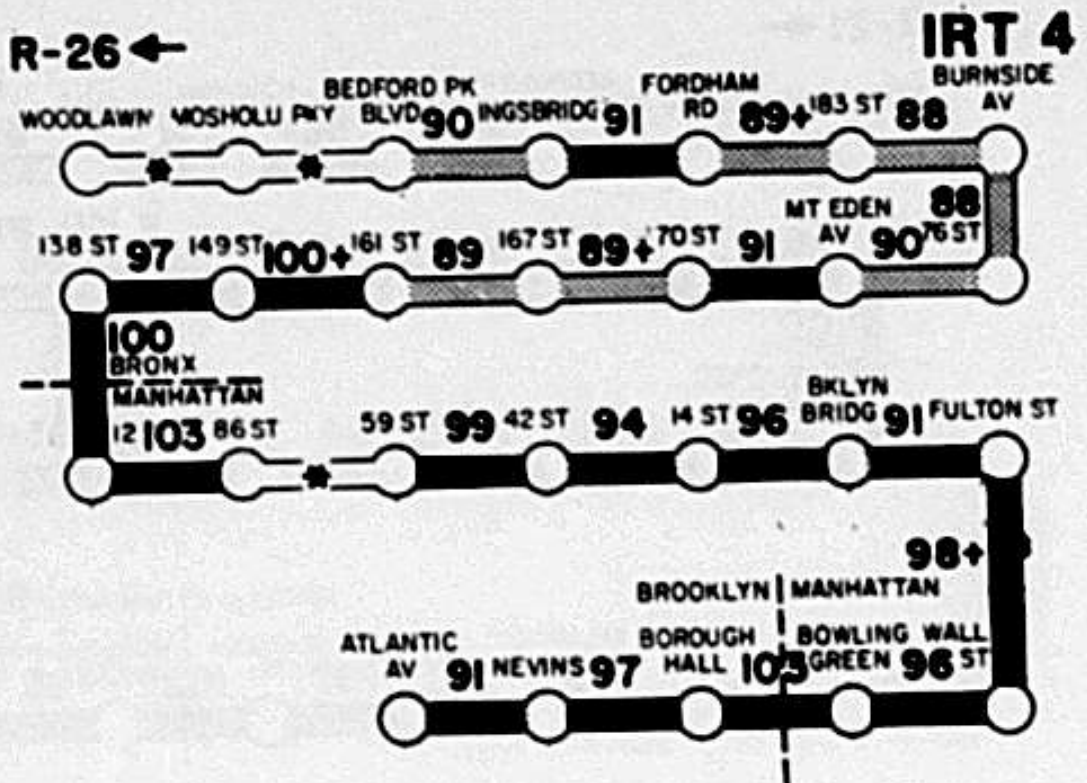 R-26 IRT 4
BEDFORD PK FORDHAM BURNSIDE
WOODLAWN MOSHOLU PKY BLVD 90 INGSBRIDG 91 RD 89+ 183 ST 88 AV
MT EDEN 88
138 ST 97 149 ST 100+ 161 ST 89 167 ST 89+ 70 ST 91 AV 90 76 ST
100
BRONX
MANHATTAN
BKLYN
12 103 86 ST 59 ST 99 42 ST 94 14 ST 96 BRIDG 91 FULTON ST
98+
BROOKLYN MANHATTAN
ATLANTIC BOROUGH BOWLING WALL
AV 91 NEVINS 97 HALL 103 GREEN 96 ST